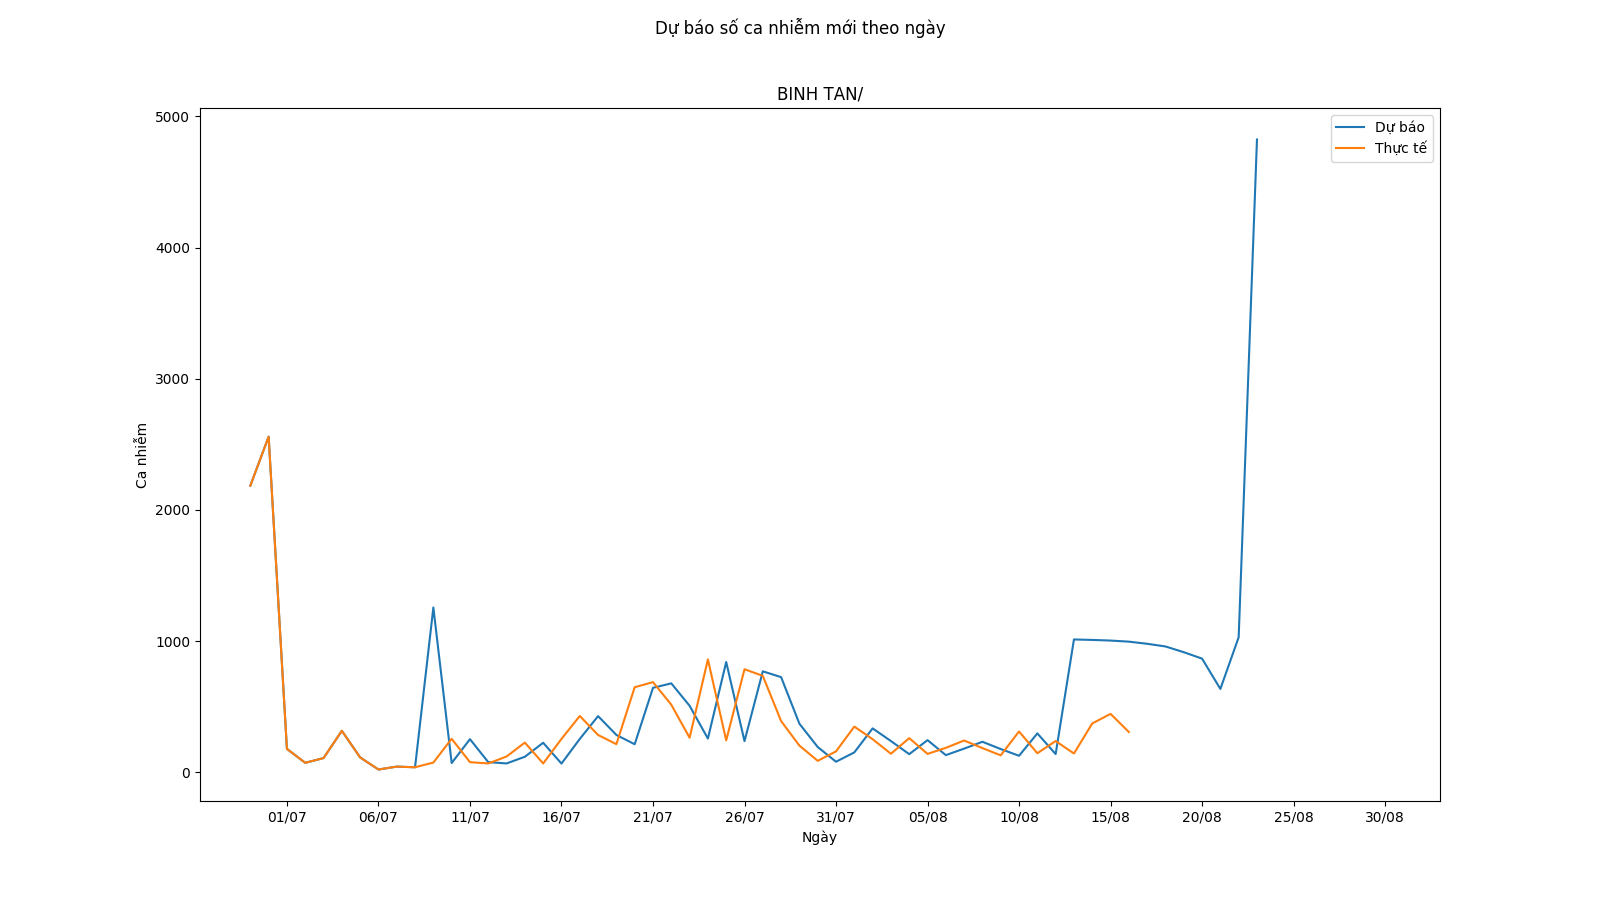 Dự báo số ca nhiễm mới theo ngày
BINH TAN/
5000
4000
3000
2000
1000
0
Ca nhiễm
Dự báo
Thực tế
01/07 06/07 11/07 16/07 21/07 26/07 31/07 05/08 10/08 15/08 20/08 25/08 30/08
Ngày